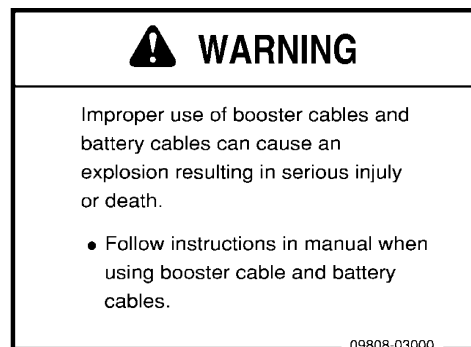 WARNING
Improper use of booster cables and
battery cables can cause an
explosion resulting in serious injuly
or death.
● Follow instructions in manual when
using booster cable and battery
cables.
09808-03000